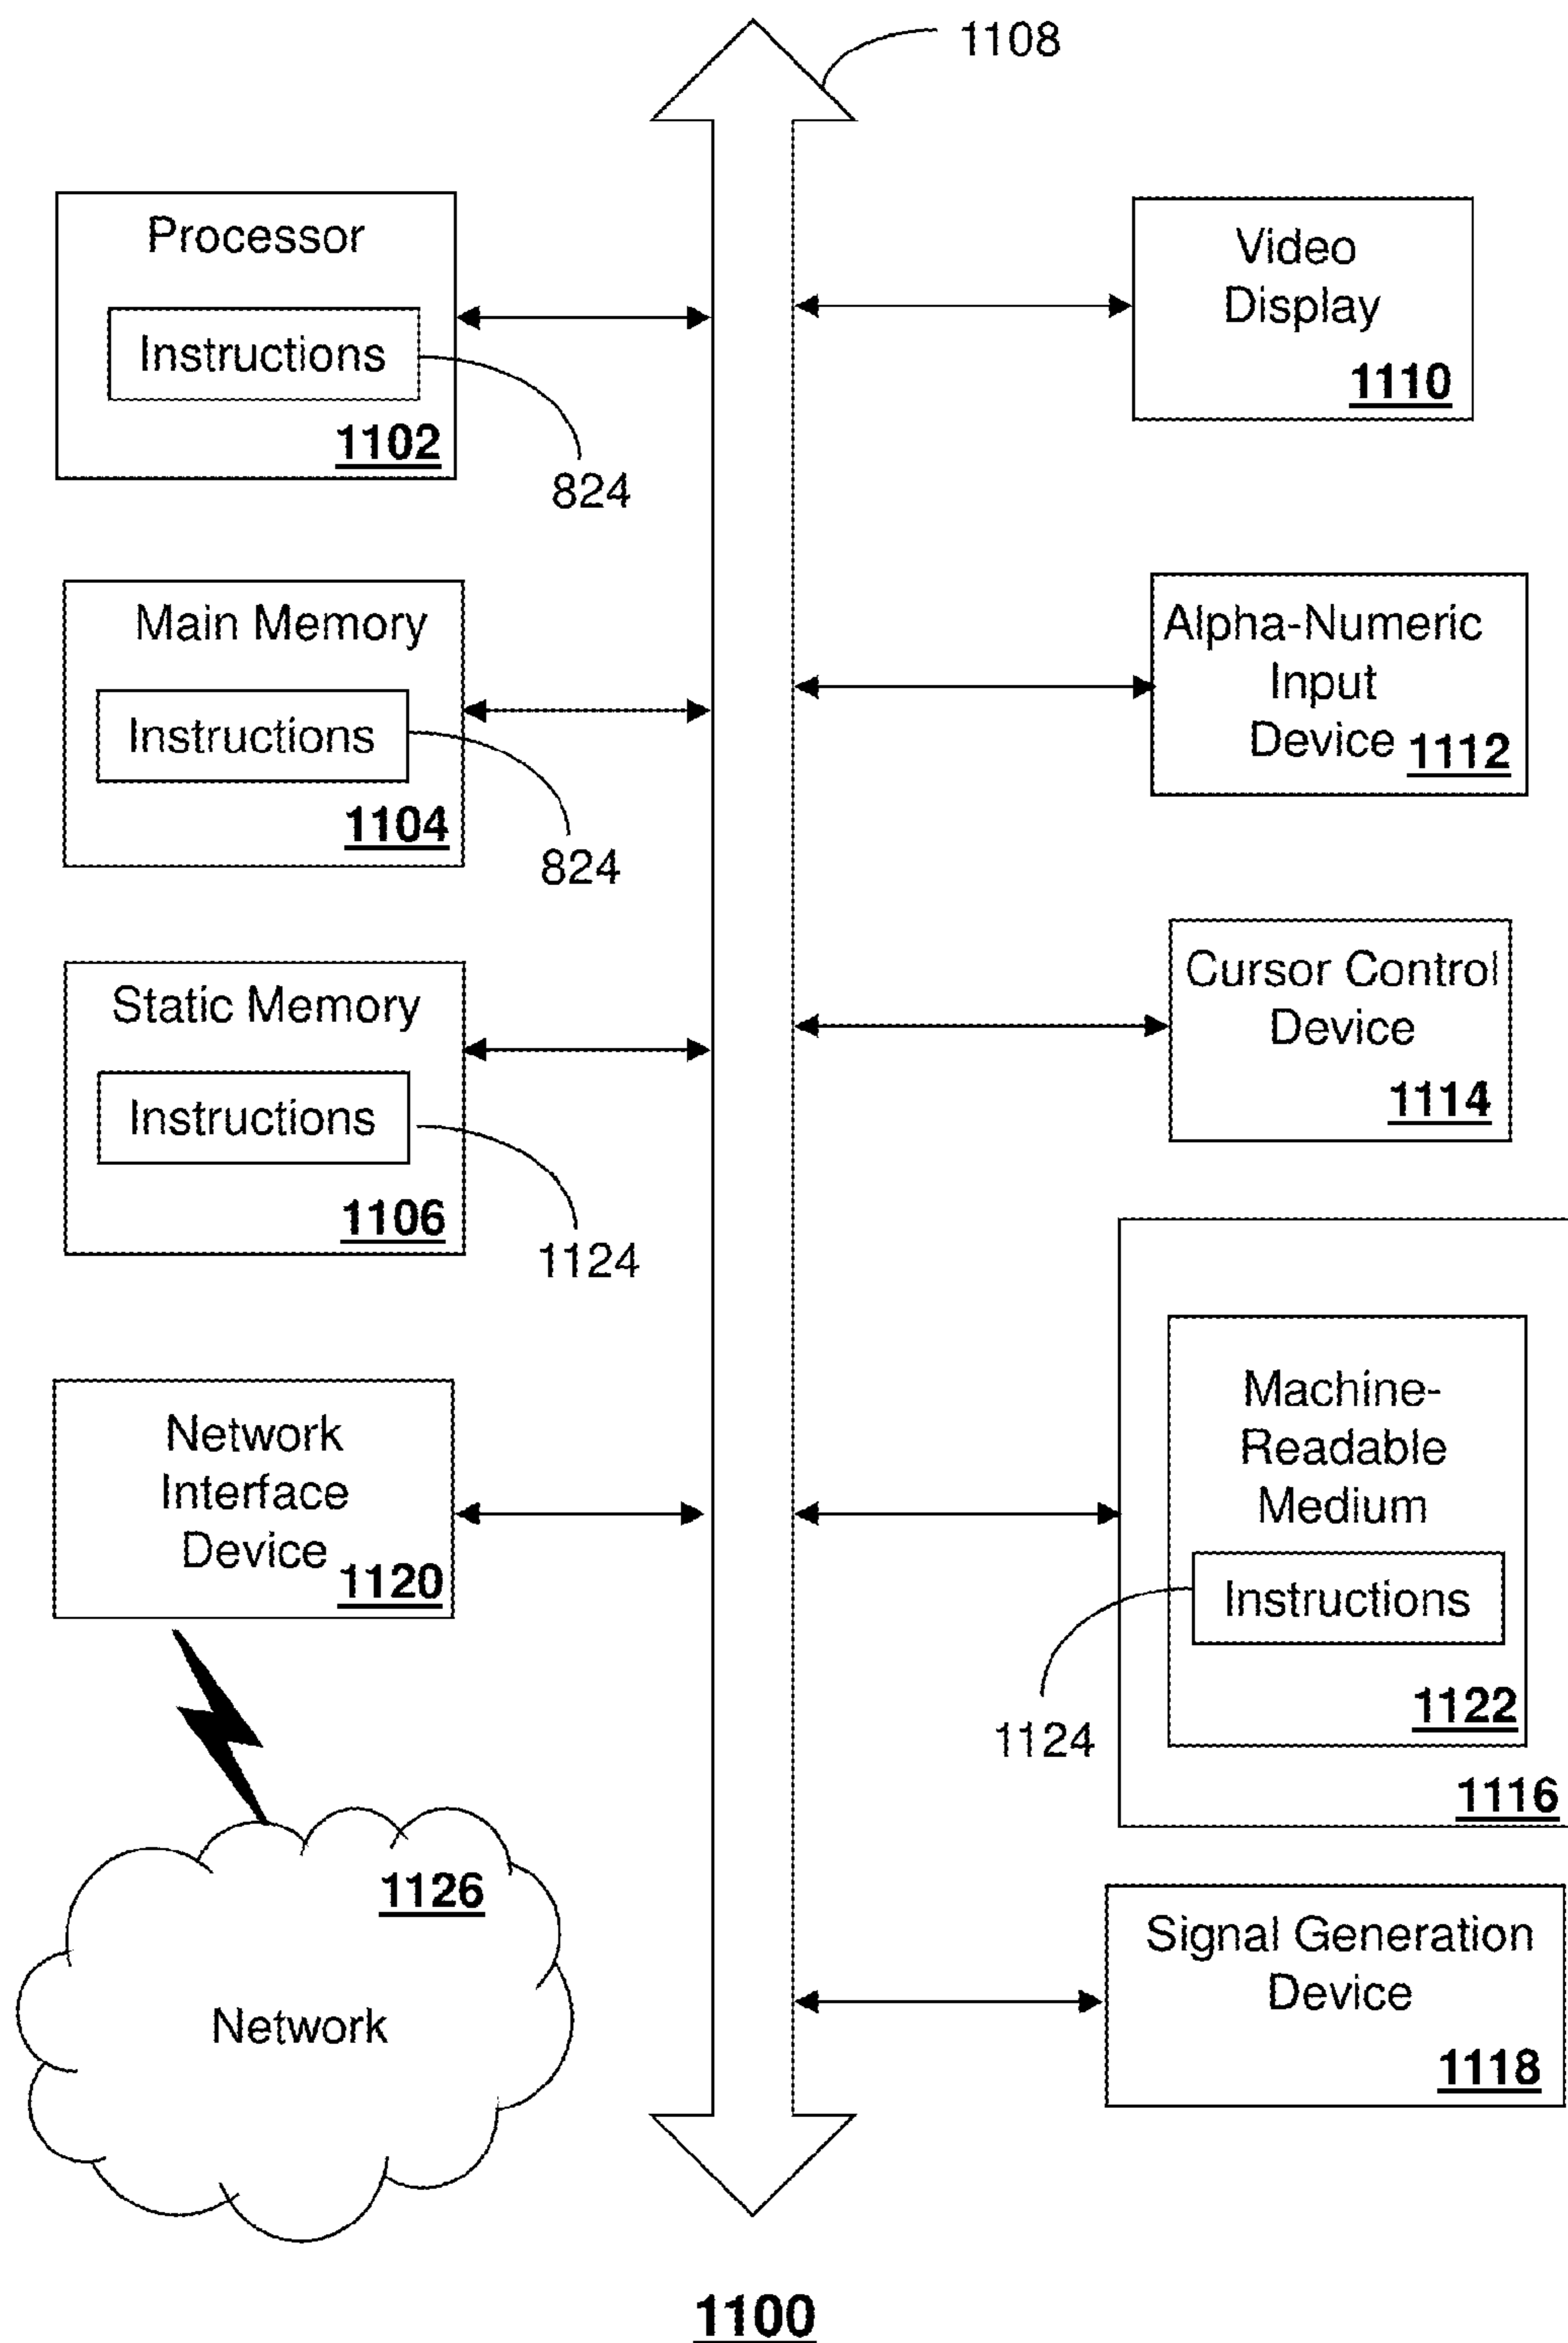 1108
Processor
Instructions
1102
824
Main Memory
Instructions
1104
824
Static Memory
Instructions
1106
1124
Network
Interface
Device
1120
1126
Network
Video
Display
1110
Alpha-Numeric
Input
Device 1112
Cursor Control
Device
1114
Machine-
Readable
Medium
Instructions
1124
1122
1116
Signal Generation
Device
1118
1100